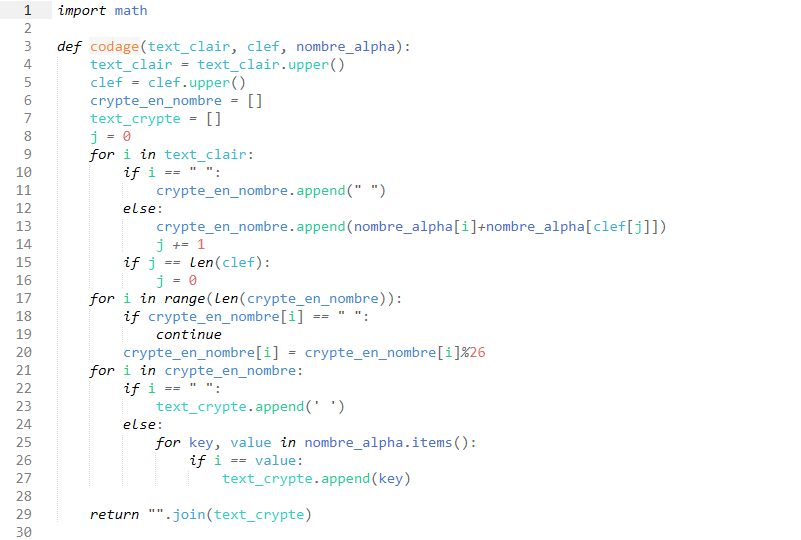 1 import math
2
3 def codage(text_clair, clef, nombre_alpha):
4     text_clair = text_clair.upper()
5     clef = clef.upper()
6     crypte_en_nombre = []
7     text_crypte = []
8     j = 0
9     for i in text_clair:
10         if i == " ":
11             crypte_en_nombre.append(" ")
12         else:
13             crypte_en_nombre.append(nombre_alpha[i]+nombre_alpha[clef[j]])
14             j += 1
15         if j == len(clef):
16             j = 0
17     for i in range(len(crypte_en_nombre)):
18         if crypte_en_nombre[i] == " ":
19             continue
20         crypte_en_nombre[i] = crypte_en_nombre[i]%26
21     for i in crypte_en_nombre:
22         if i == " ":
23             text_crypte.append(' ')
24         else:
25             for key, value in nombre_alpha.items():
26                 if i == value:
27                     text_crypte.append(key)
28
29     return "".join(text_crypte)
30